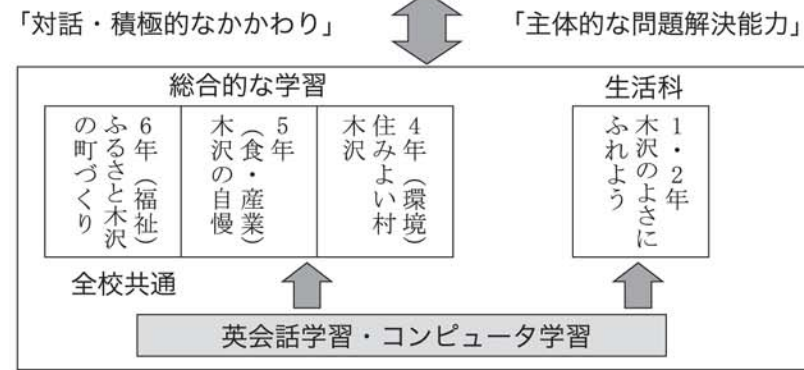 「対話・積極的なかかわり」
「主体的な問題解決能力」
総合的な学習
生活科
6年（福祉）
ふるさと木沢
の町づくり
5年
（食・産業）
木沢の自慢
4年（環境）
住みよい村
木沢
1・2年
木沢のよさに
ふれよう
全校共通
英会話学習・コンピュータ学習